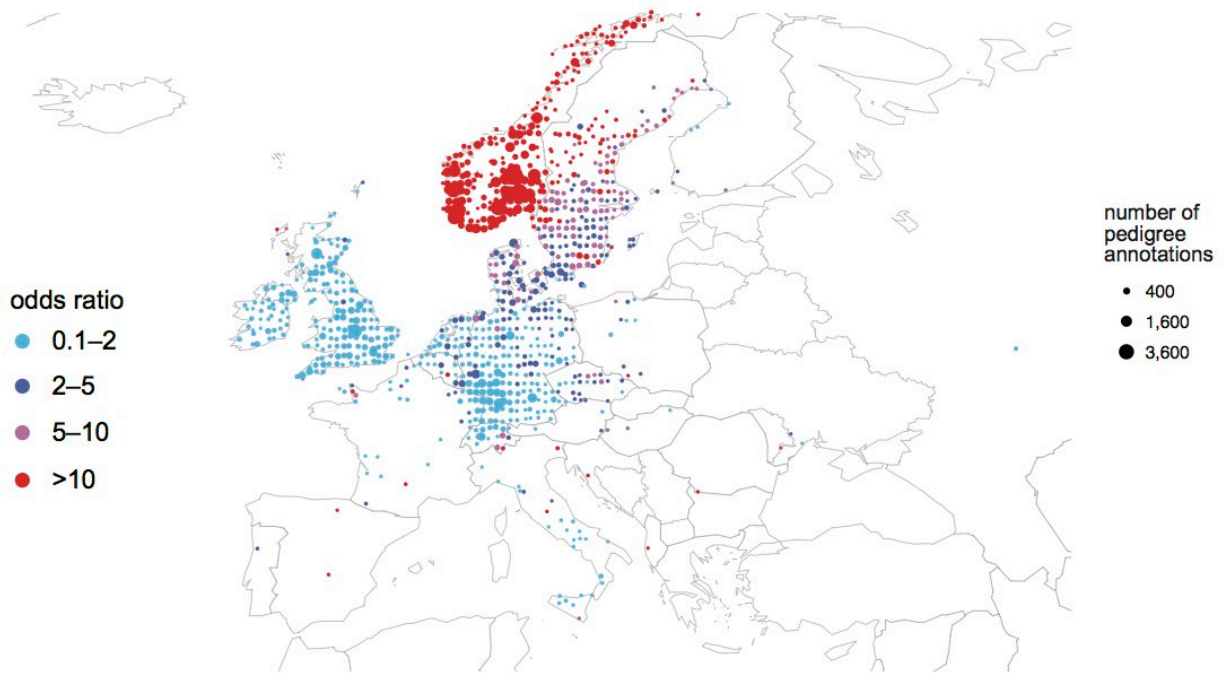 odds ratio
0.1–2
2–5
5–10
>10
number of
pedigree
annotations
400
1,600
3,600